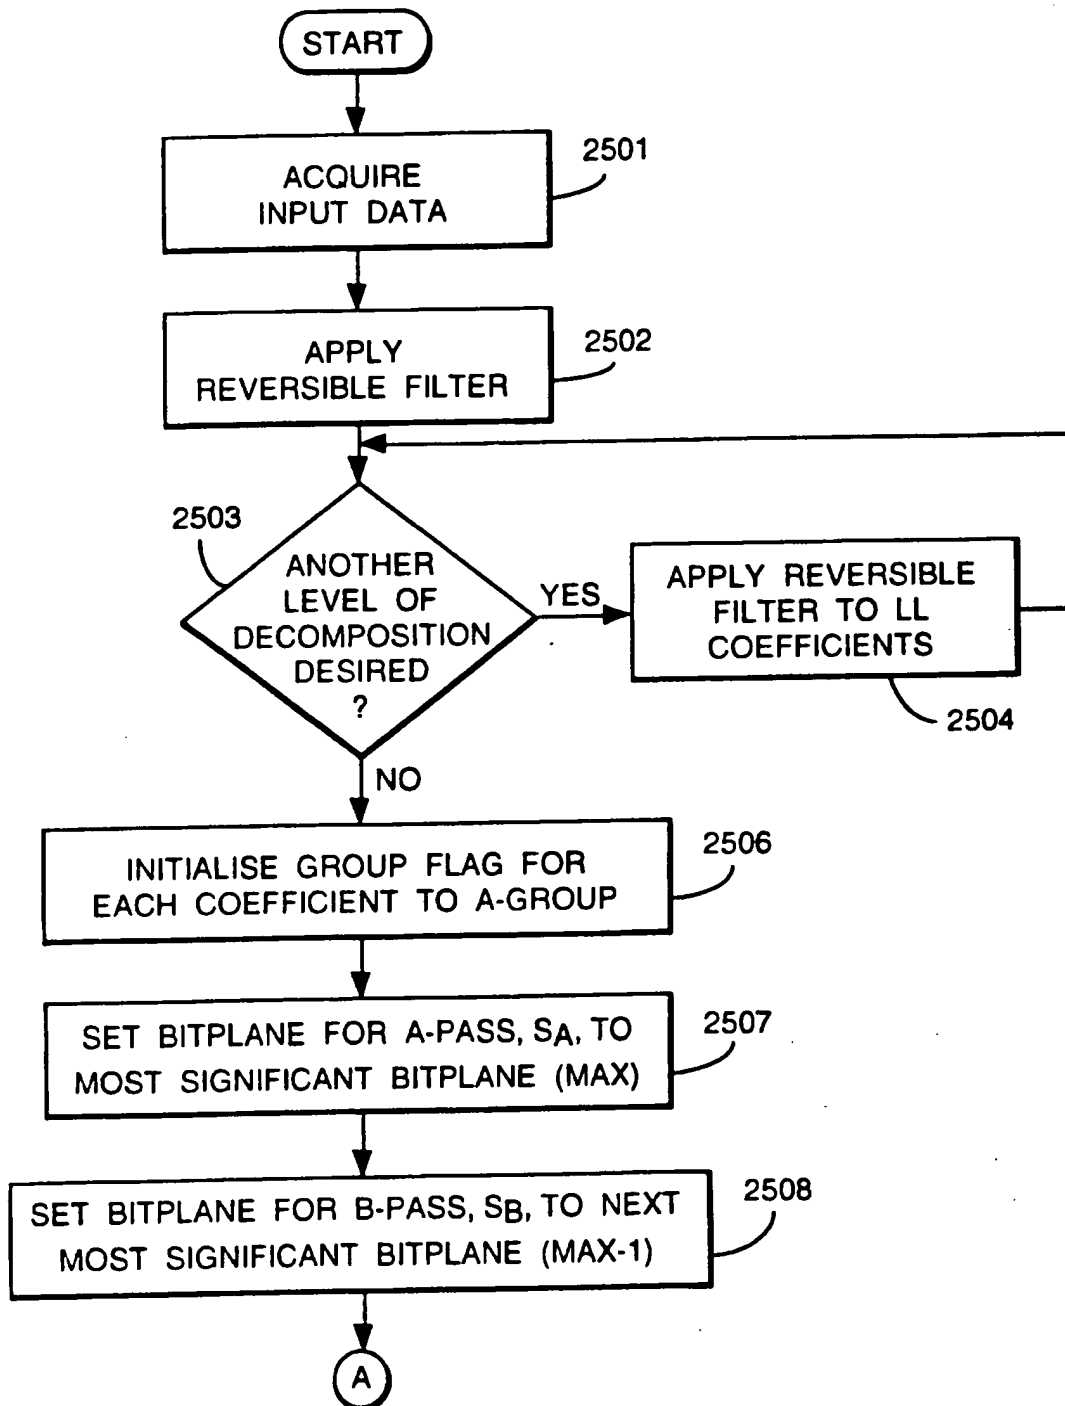 START
ACQUIRE
INPUT DATA
2501
APPLY
REVERSIBLE FILTER
2502
2503
ANOTHER
LEVEL OF
DECOMPOSITION
DESIRED
?
YES
APPLY REVERSIBLE
FILTER TO LL
COEFFICIENTS
2504
NO
INITIALISE GROUP FLAG FOR
EACH COEFFICIENT TO A-GROUP
2506
SET BITPLANE FOR A-PASS, SA, TO
MOST SIGNIFICANT BITPLANE (MAX)
2507
SET BITPLANE FOR B-PASS, SB, TO NEXT
MOST SIGNIFICANT BITPLANE (MAX-1)
2508
A